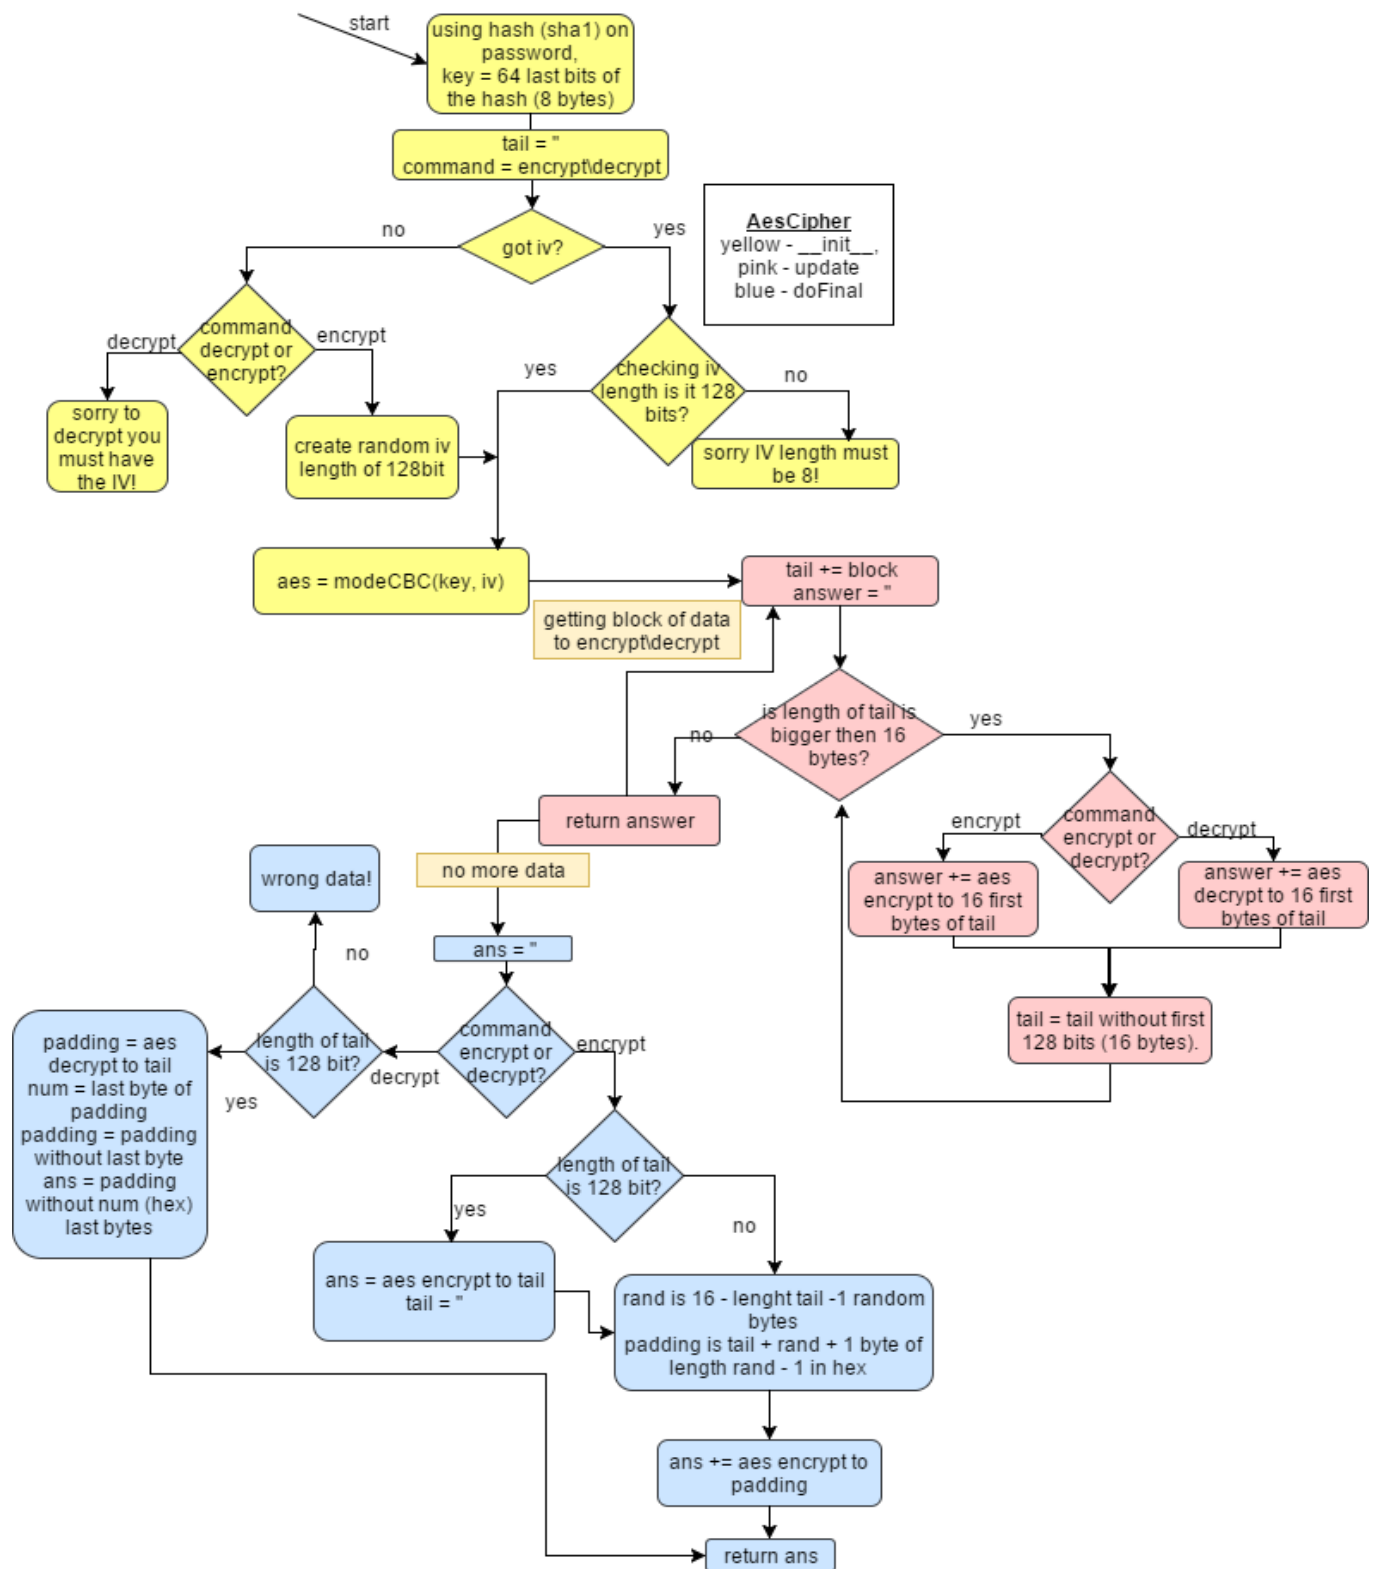 start
using hash (sha1) on
password,
key = 64 last bits of
the hash (8 bytes)
tail = "
command = encrypt\decrypt
AesCipher
yellow - __init__,
pink - update
blue - doFinal
no
got iv?
yes
decrypt
command
decrypt or
encrypt?
encrypt
yes
checking iv
length is it 128
bits?
no
sorry to
decrypt you
must have
the IV!
create random iv
length of 128bit
sorry IV length must
be 8!
aes = modeCBC(key, iv)
tail += block
answer = "
getting block of data
to encrypt\decrypt
no
is length of tail is
bigger then 16
bytes?
yes
return answer
encrypt
command
encrypt or
decrypt?
decrypt
answer += aes
encrypt to 16 first
bytes of tail
answer += aes
decrypt to 16 first
bytes of tail
tail = tail without first
128 bits (16 bytes).
no more data
wrong data!
no
ans = "
length of tail
is 128 bit?
yes
decrypt
command
encrypt or
decrypt?
encrypt
padding = aes
decrypt to tail
num = last byte of
padding
padding = padding
without last byte
ans = padding
without num (hex)
last bytes
length of tail
is 128 bit?
yes
no
ans = aes encrypt to tail
tail = "
rand is 16 - lenght tail -1 random
bytes
padding is tail + rand + 1 byte of
length rand - 1 in hex
ans += aes encrypt to
padding
return ans